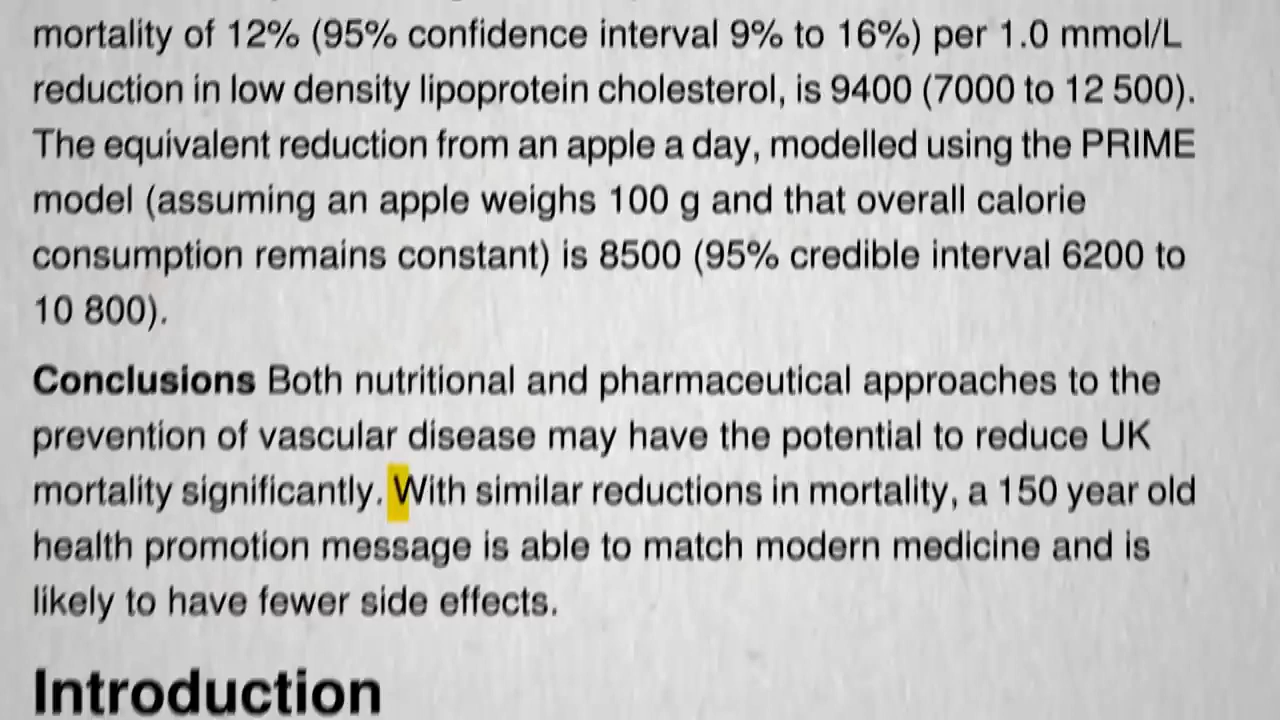 mortality of 12% (95% confidence interval 9% to 16%) per 1.0 mmol/L
reduction in low density lipoprotein cholesterol, is 9400 (7000 to 12 500).
The equivalent reduction from an apple a day, modelled using the PRIME
model (assuming an apple weighs 100 g and that overall calorie
consumption remains constant) is 8500 (95% credible interval 6200 to
10 800).
Conclusions Both nutritional and pharmaceutical approaches to the
prevention of vascular disease may have the potential to reduce UK
mortality significantly. With similar reductions in mortality, a 150 year old
health promotion message is able to match modern medicine and is
likely to have fewer side effects.
Introduction